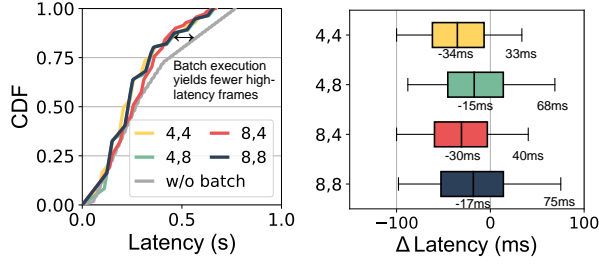 1.00
0.75
0.50
0.25
0.00
CDF
Batch execution
yields fewer high-
latency frames
4,4
8,4
4,8
8,8
w/o batch
0.0
0.5
1.0
Latency (s)
4,4
-34ms
33ms
4,8
-15ms
68ms
8,4
-30ms
40ms
8,8
-17ms
75ms
−100
0
100
Δ Latency (ms)